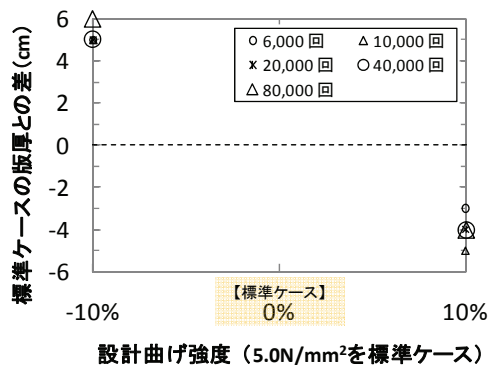 標準ケースの版厚との差(cm)
6
4
2
0
-2
-4
-6
6,000 回
10,000 回
20,000 回
40,000 回
80,000 回
【標準ケース】
-10%
0%
10%
設計曲げ強度（5.0N/mm²を標準ケース）